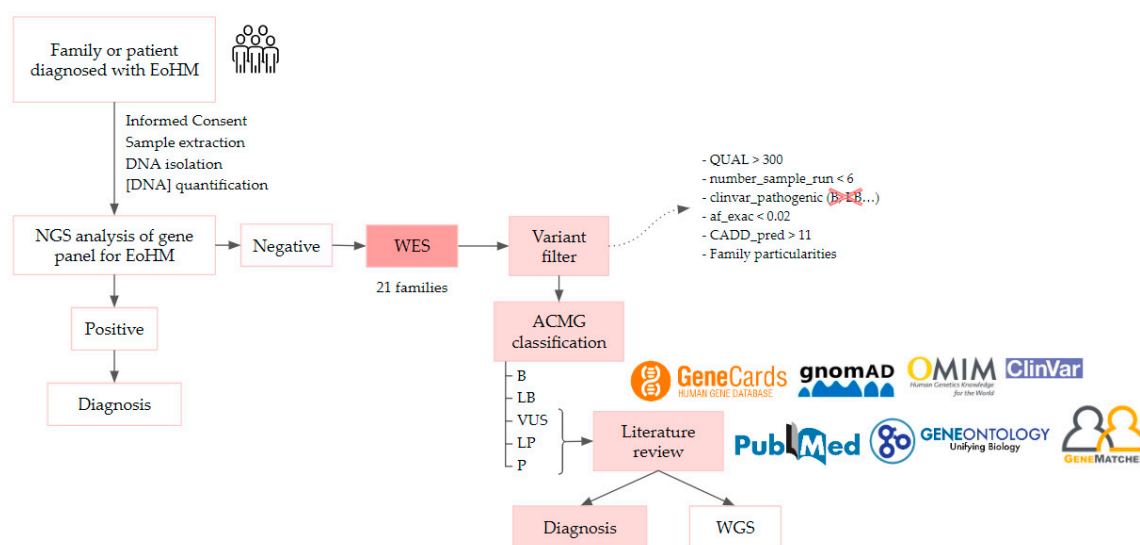 Family or patient
diagnosed with EoHM
Informed Consent
Sample extraction
DNA isolation
[DNA] quantification
NGS analysis of gene
panel for EoHM
Negative
WES
21 families
Variant
filter
- QUAL > 300
- number_sample_run < 6
- clinvar_pathogenic (B, LB…)
- af_exac < 0.02
- CADD_pred > 11
- Family particularities
Positive
Diagnosis
ACMG
classification
B
LB
VUS
LP
P
Literature
review
GeneCards
HUMAN GENE DATABASE
gnomAD
OMIM
Human Genetics Knowledge
for the World
ClinVar
PubMed
go
GENEONTOLOGY
Unifying Biology
GENEMATCHE
Diagnosis
WGS